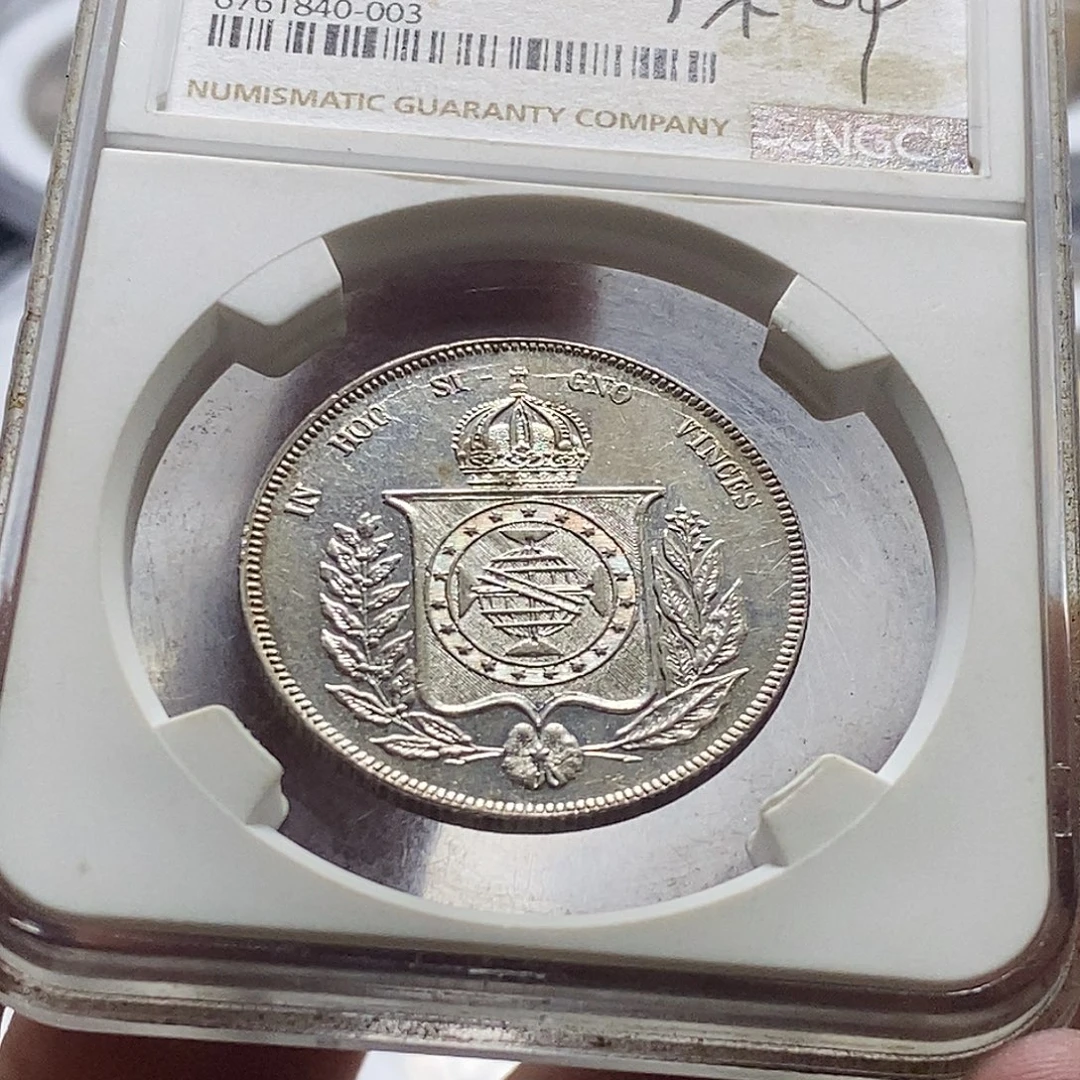 6761840-003
NUMISMATIC GUARANTY COMPANY
NGC
IN HOC SI - GNO VINCES